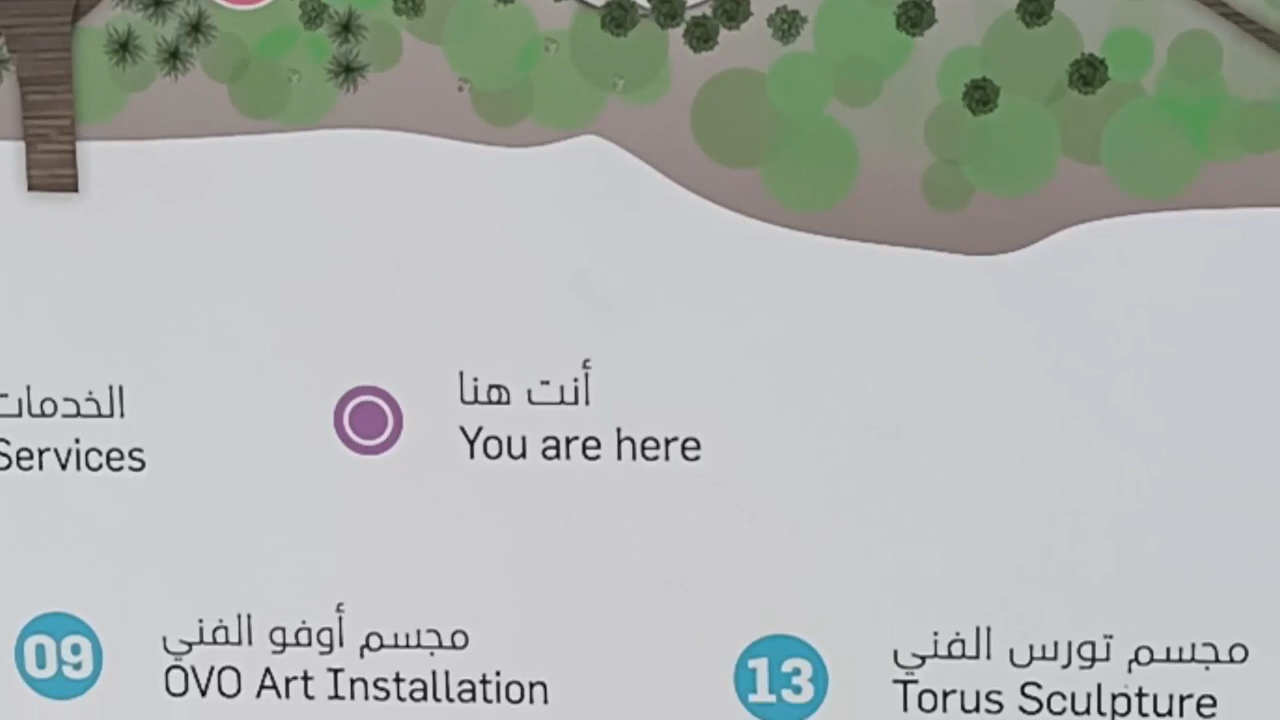 الخدمات
Services
أنت هنا
You are here
09
مجسم أوفو الفني
OVO Art Installation
13
مجسم تورس الفني
Torus Sculpture